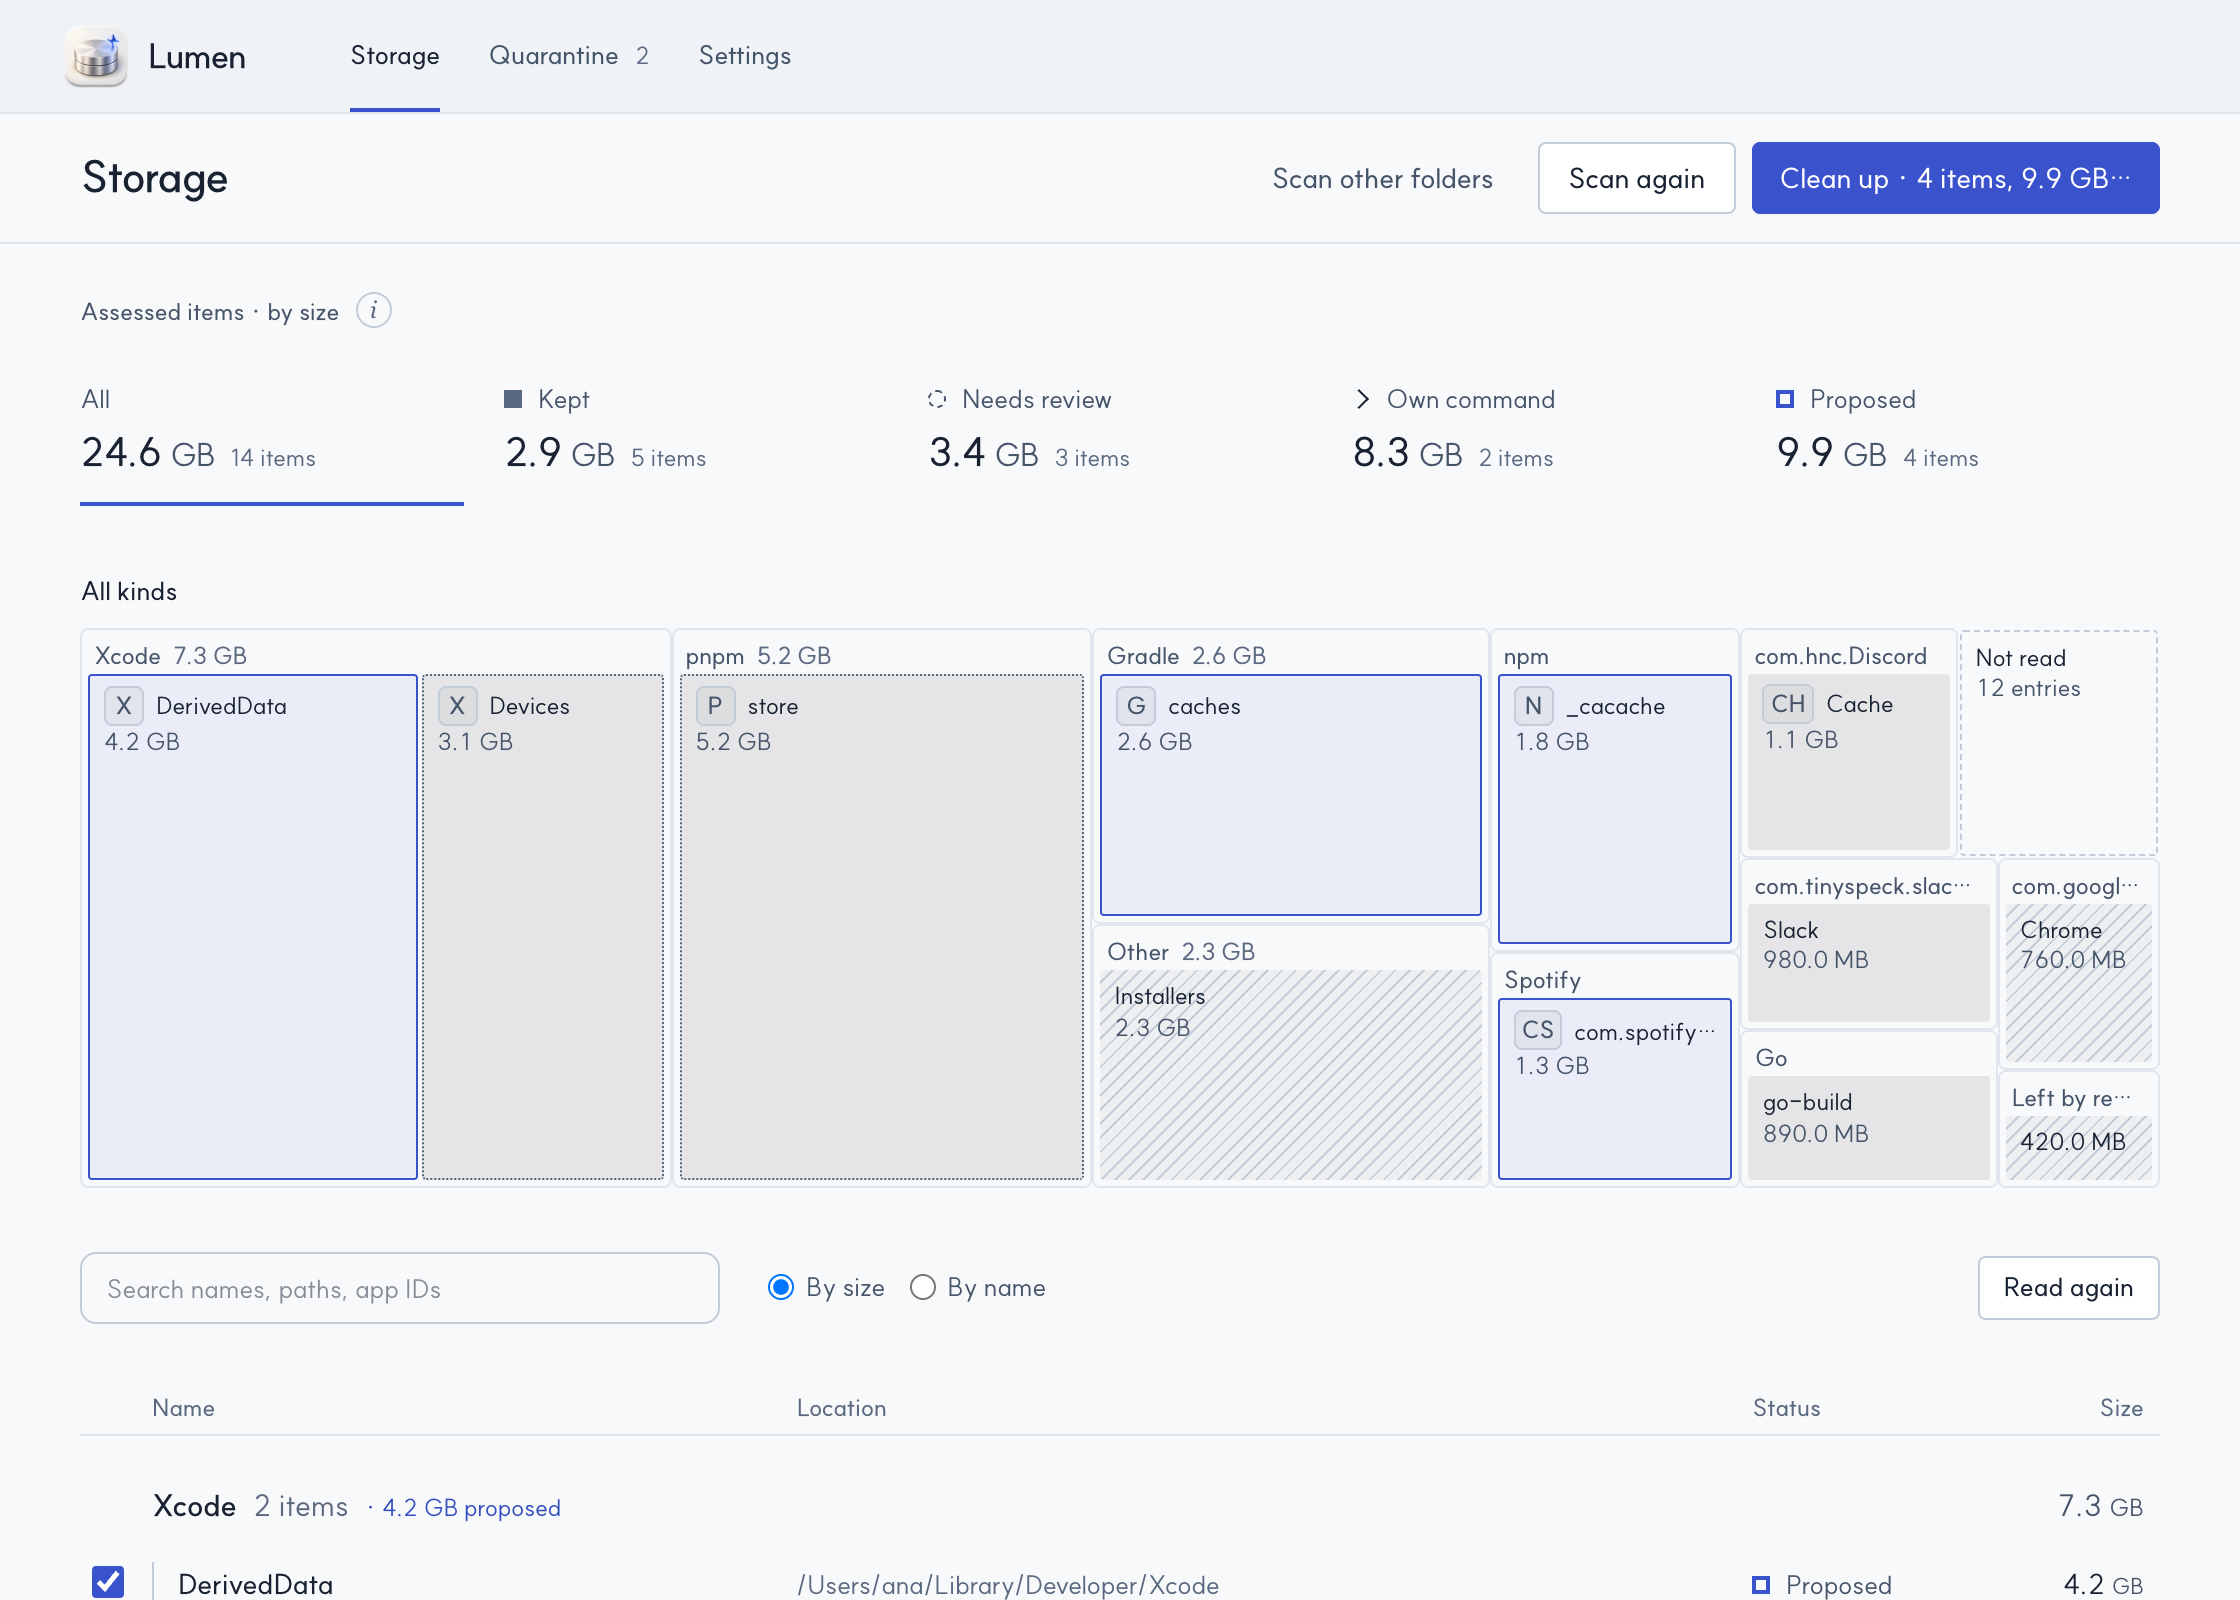 Lumen
Storage
Quarantine 2
Settings
Storage
Scan other folders
Scan again
Clean up · 4 items, 9.9 GB…
Assessed items · by size i
All
24.6 GB 14 items
Kept
2.9 GB 5 items
Needs review
3.4 GB 3 items
Own command
8.3 GB 2 items
Proposed
9.9 GB 4 items
All kinds
Xcode 7.3 GB
X DerivedData
4.2 GB
X Devices
3.1 GB
pnpm 5.2 GB
P store
5.2 GB
Gradle 2.6 GB
G caches
2.6 GB
Other 2.3 GB
Installers
2.3 GB
npm
N _cacache
1.8 GB
Spotify
CS com.spotify…
1.3 GB
com.hnc.Discord
CH Cache
1.1 GB
Not read
12 entries
com.tinyspeck.slac…
Slack
980.0 MB
com.googl…
Chrome
760.0 MB
Go
go-build
890.0 MB
Left by re…
420.0 MB
Search names, paths, app IDs
By size
By name
Read again
Name
Location
Status
Size
Xcode 2 items · 4.2 GB proposed
7.3 GB
DerivedData
/Users/ana/Library/Developer/Xcode
Proposed
4.2 GB